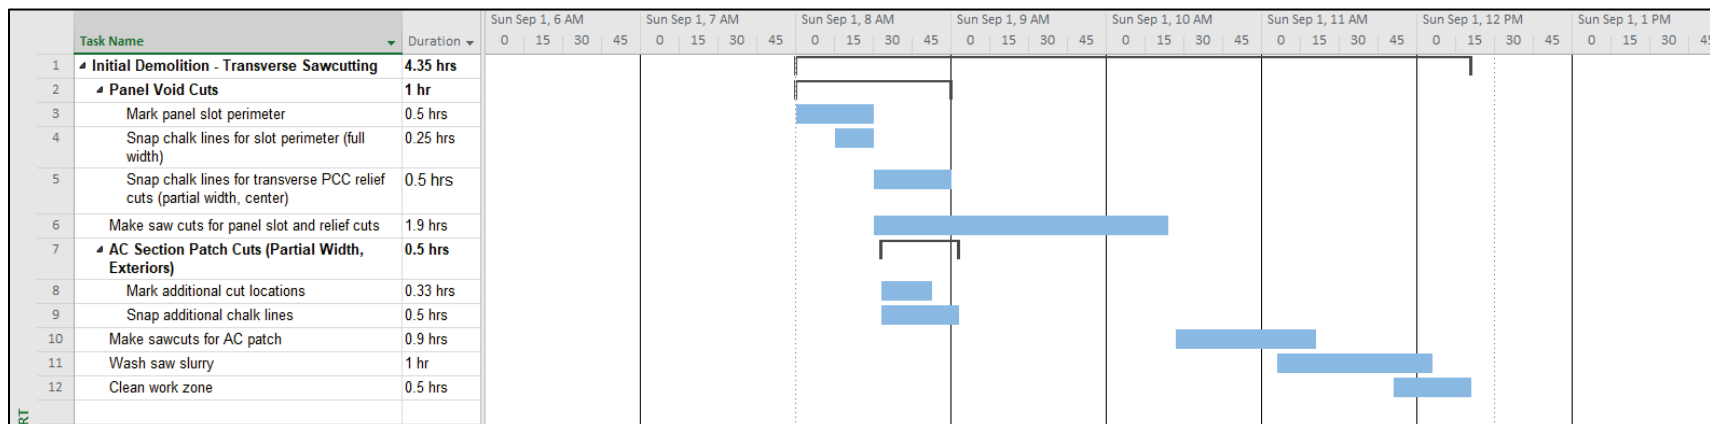 Sun Sep 1, 6 AM Sun Sep 1, 7 AM Sun Sep 1, 8 AM Sun Sep 1, 9 AM Sun Sep 1, 10 AM Sun Sep 1, 11 AM Sun Sep 1, 12 PM Sun Sep 1, 1 PM
Task Name Duration 0 15 30 45 0 15 30 45 0 15 30 45 0 15 30 45 0 15 30 45 0 15 30 45 0 15 30 45 0 15 30
1 Initial Demolition - Transverse Sawcutting 4.35 hrs
2 Panel Void Cuts 1 hr
3 Mark panel slot perimeter 0.5 hrs
4 Snap chalk lines for slot perimeter (full 0.25 hrs
width)
5 Snap chalk lines for transverse PCC relief 0.5 hrs
cuts (partial width, center)
6 Make saw cuts for panel slot and relief cuts 1.9 hrs
7 AC Section Patch Cuts (Partial Width, 0.5 hrs
Exteriors)
8 Mark additional cut locations 0.33 hrs
9 Snap additional chalk lines 0.5 hrs
10 Make sawcuts for AC patch 0.9 hrs
11 Wash saw slurry 1 hr
12 Clean work zone 0.5 hrs